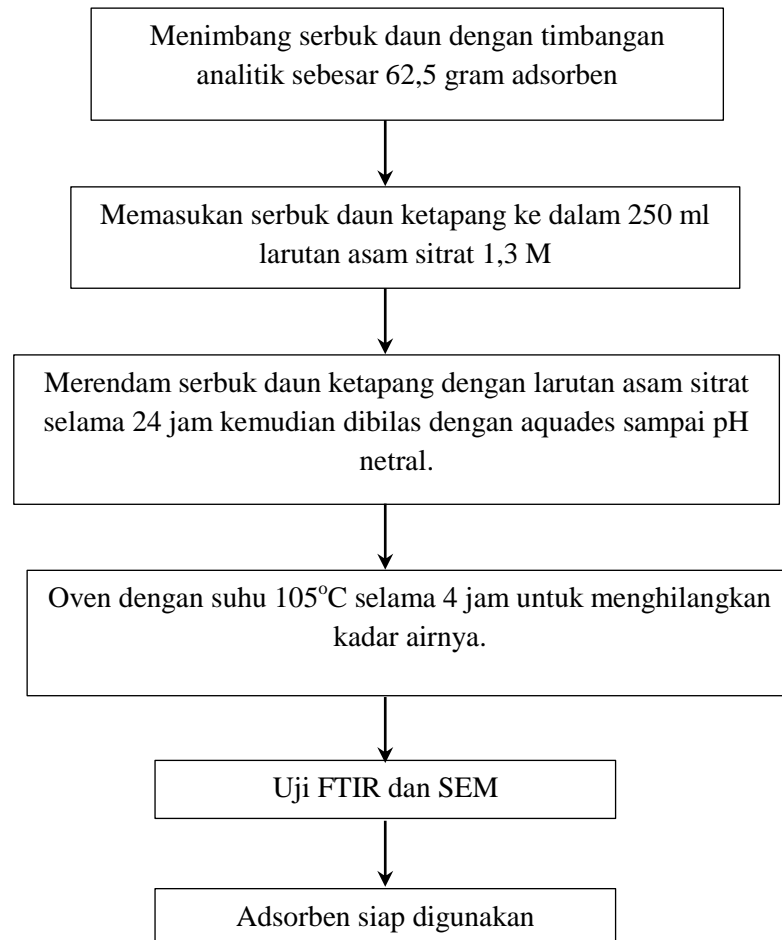 Menimbang serbuk daun dengan timbangan
analitik sebesar 62,5 gram adsorben
Memasukan serbuk daun ketapang ke dalam 250 ml
larutan asam sitrat 1,3 M
Merendam serbuk daun ketapang dengan larutan asam sitrat
selama 24 jam kemudian dibilas dengan aquades sampai pH
netral.
Oven dengan suhu 105°C selama 4 jam untuk menghilangkan
kadar airnya.
Uji FTIR dan SEM
Adsorben siap digunakan